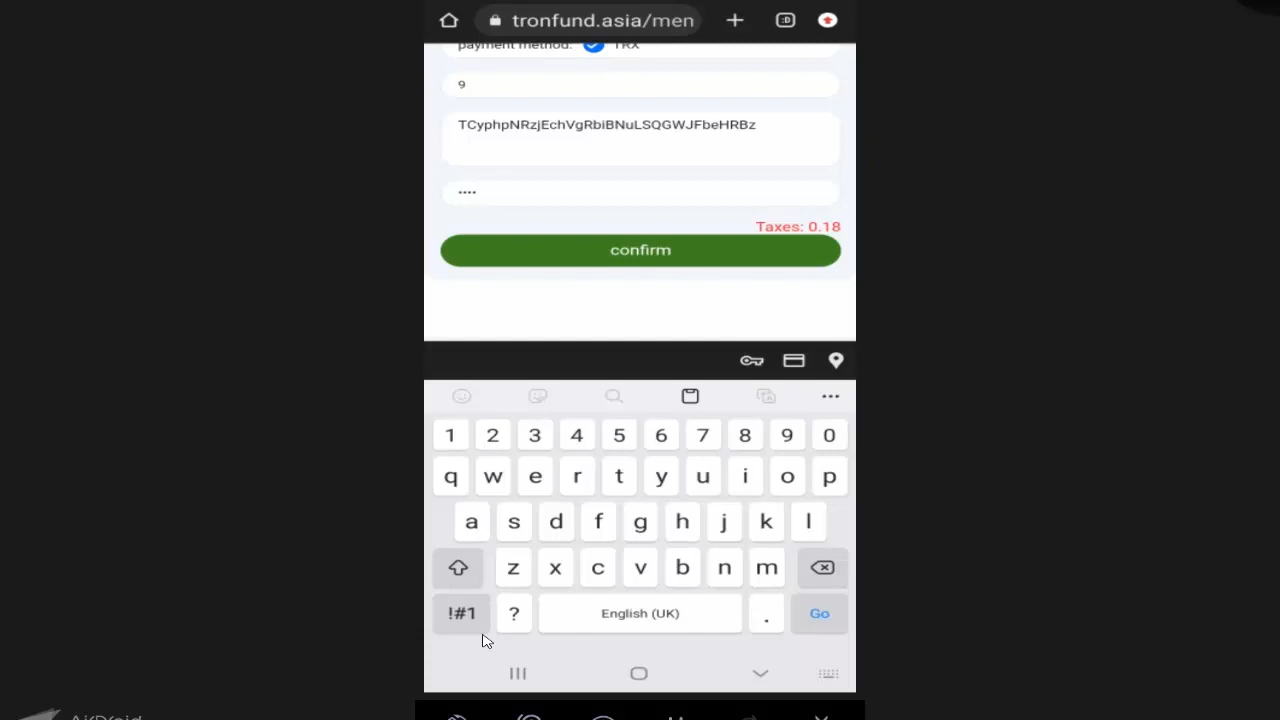 tronfund.asia/men
payment method: TRX
9
TCyphpNRzjEchVgRbiBNuLSQGWJFbeHRBz
••••
Taxes: 0.18
confirm
1 2 3 4 5 6 7 8 9 0
q w e r t y u i o p
a s d f g h j k l
z x c v b n m
!#1 ? English (UK) . Go
AirDroid